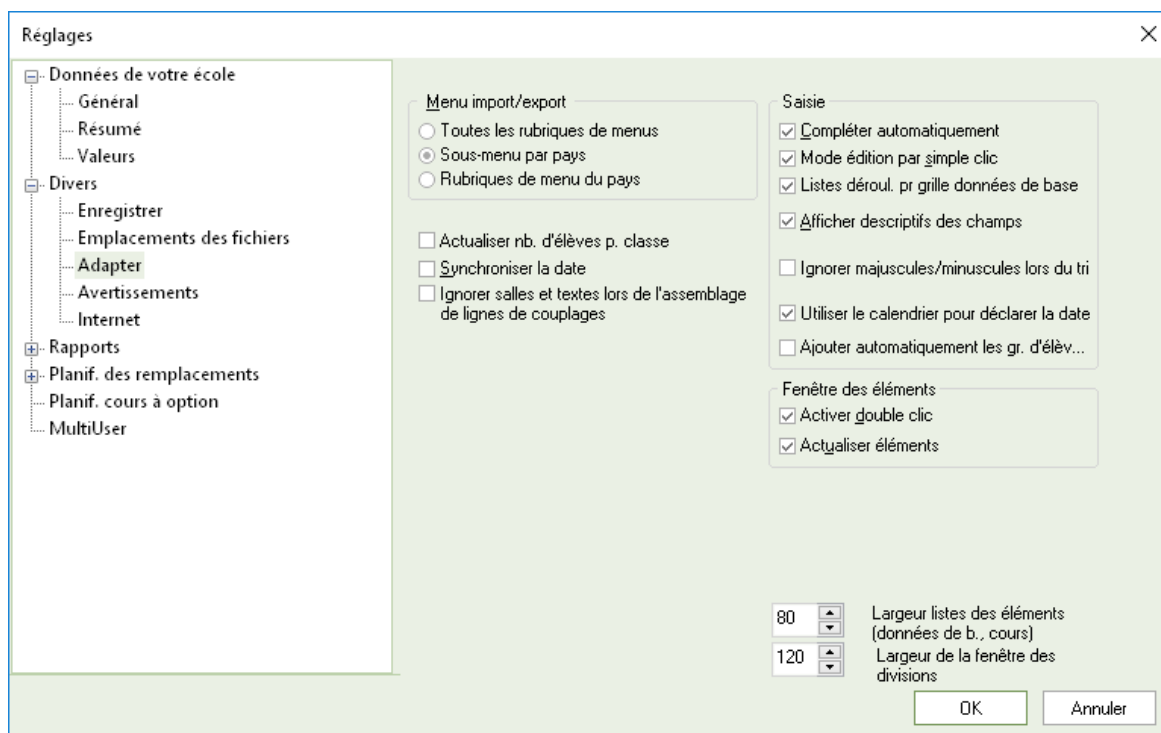 Réglages
Données de votre école
Général
Résumé
Valeurs
Divers
Enregistrer
Emplacements des fichiers
Adapter
Avertissements
Internet
Rapports
Planif. des remplacements
Planif. cours à option
MultiUser
Menu import/export
Toutes les rubriques de menus
Sous-menu par pays
Rubriques de menu du pays
Actualiser nb. d'élèves p. classe
Synchroniser la date
Ignorer salles et textes lors de l'assemblage
de lignes de couplages
Saisie
Compléter automatiquement
Mode édition par simple clic
Listes déroul. pr grille données de base
Afficher descriptifs des champs
Ignorer majuscules/minuscules lors du tri
Utiliser le calendrier pour déclarer la date
Ajouter automatiquement les gr. d'élèv...
Fenêtre des éléments
Activer double clic
Actualiser éléments
80
Largeur listes des éléments
(données de b., cours)
120
Largeur de la fenêtre des
divisions
OK
Annuler